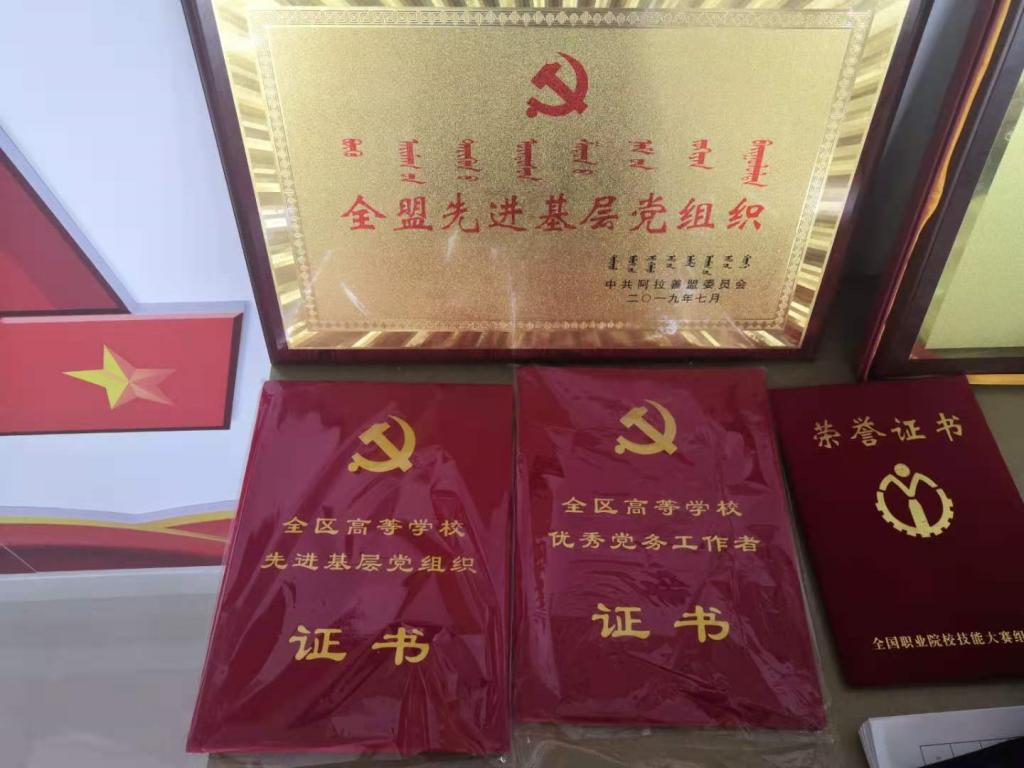 全盟先进基层党组织
中共阿拉善盟委员会
二〇一九年七月
全区高等学校
先进基层党组织
证书
全区高等学校
优秀党务工作者
证书
荣誉证书
全国职业院校技能大赛组